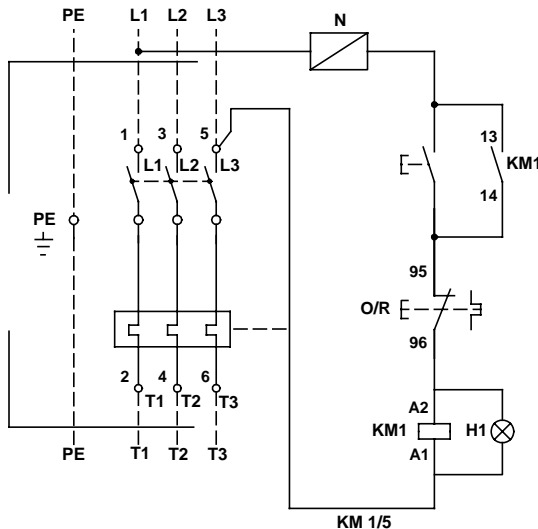 PE L1 L2 L3 N
1 3 5
13
L1 L2 L3
KM1
14
PE
95
O/R
96
2 4 6
T1 T2 T3
A2
KM1 H1
A1
PE T1 T2 T3
KM 1/5